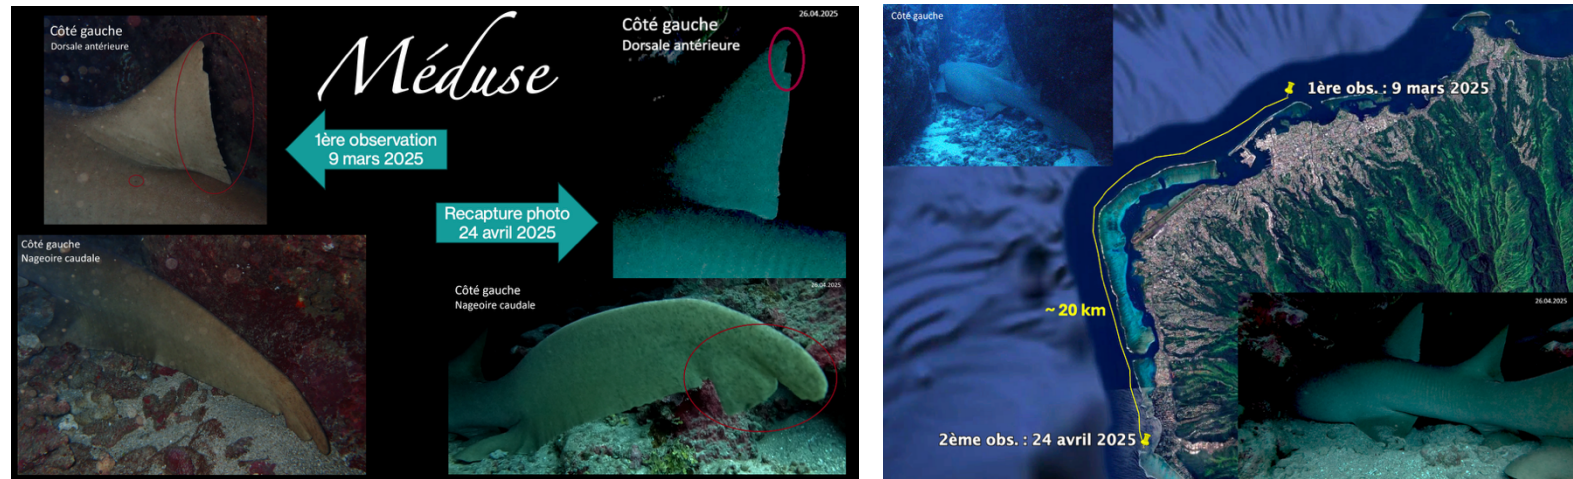 Côté gauche
Dorsale antérieure
Méduse
26.04.2025
Côté gauche
Dorsale antérieure
1ère observation
9 mars 2025
Recapture photo
24 avril 2025
Côté gauche
Nageoire caudale
26.04.2025
Côté gauche
Nageoire caudale
Côté gauche
1ère obs. : 9 mars 2025
~ 20 km
26.04.2025
2ème obs. : 24 avril 2025